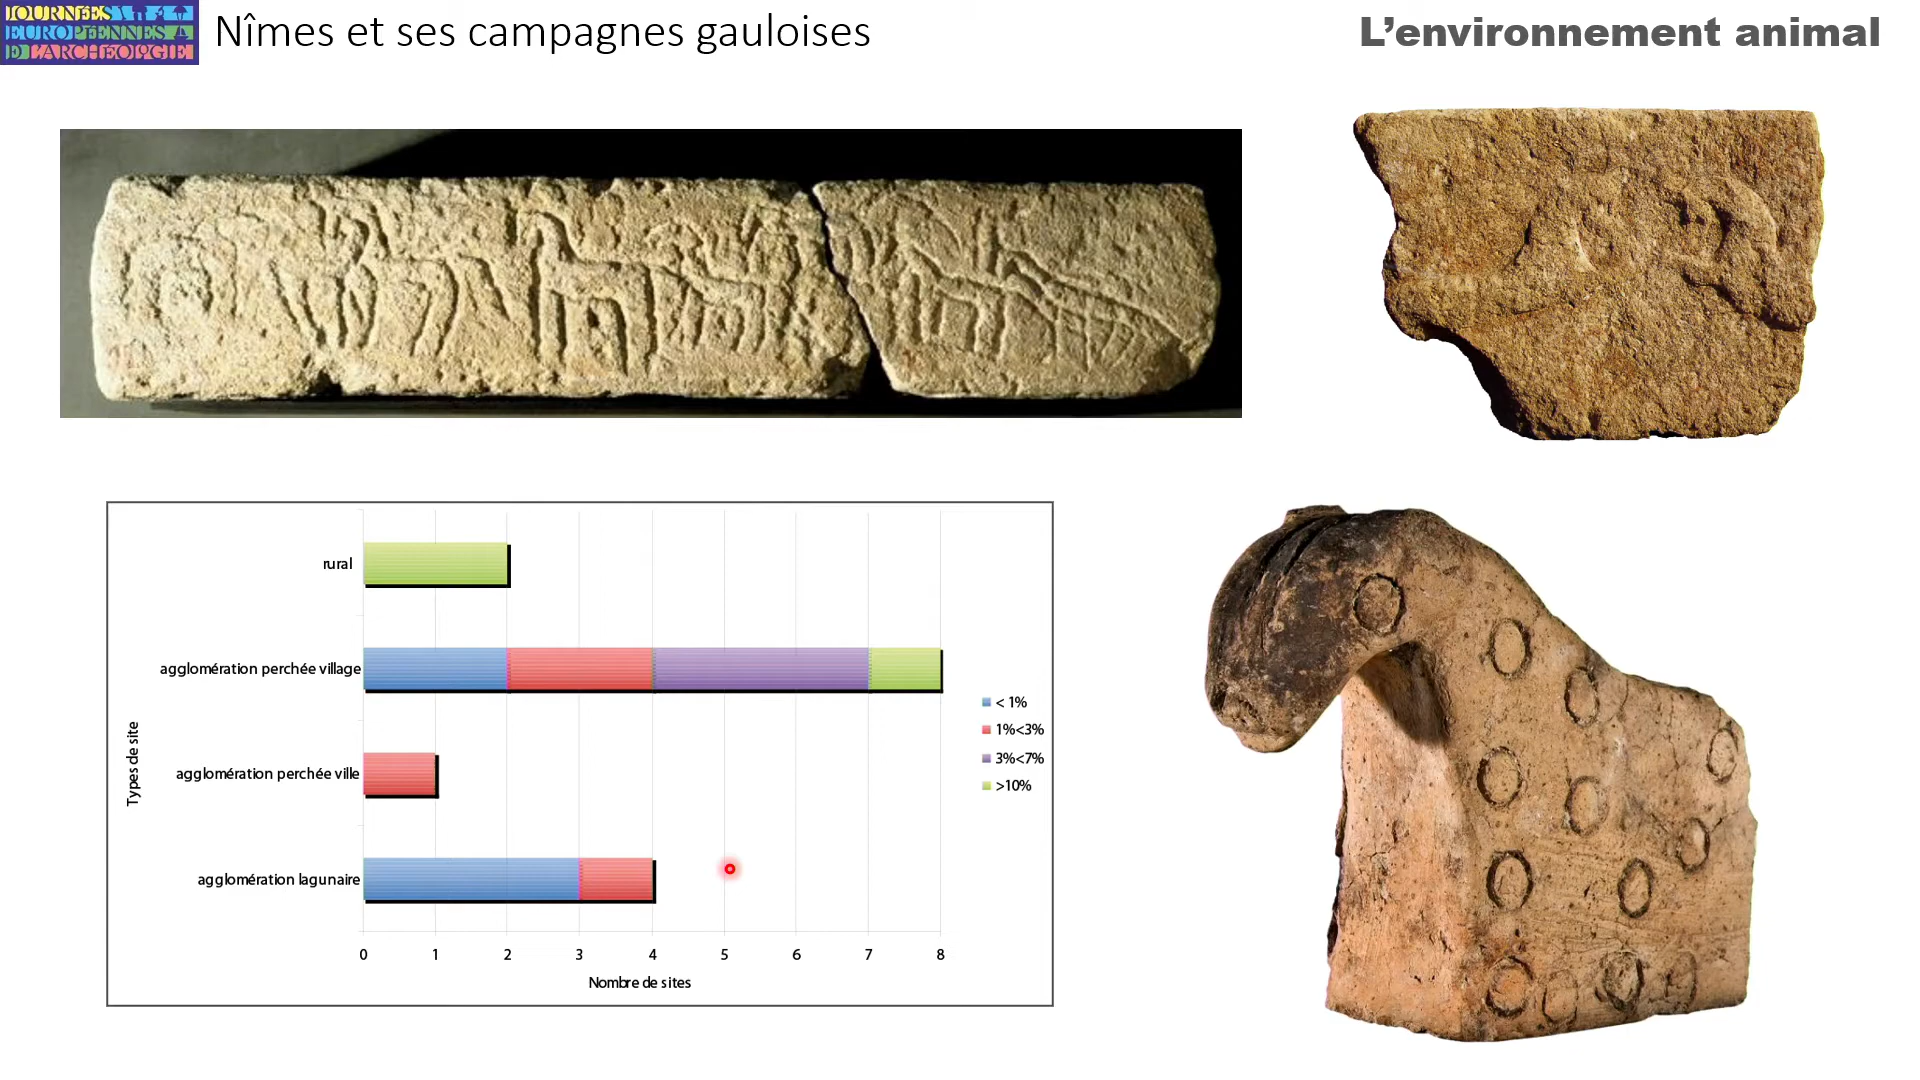 JOURNÉES
EUROPÉENNES
DE L'ARCHÉOLOGIE
Nîmes et ses campagnes gauloises
L'environnement animal
rural
agglomération perchée village
agglomération perchée ville
agglomération lagunaire
Types de site
< 1%
1%<3%
3%<7%
>10%
0 1 2 3 4 5 6 7 8
Nombre de sites